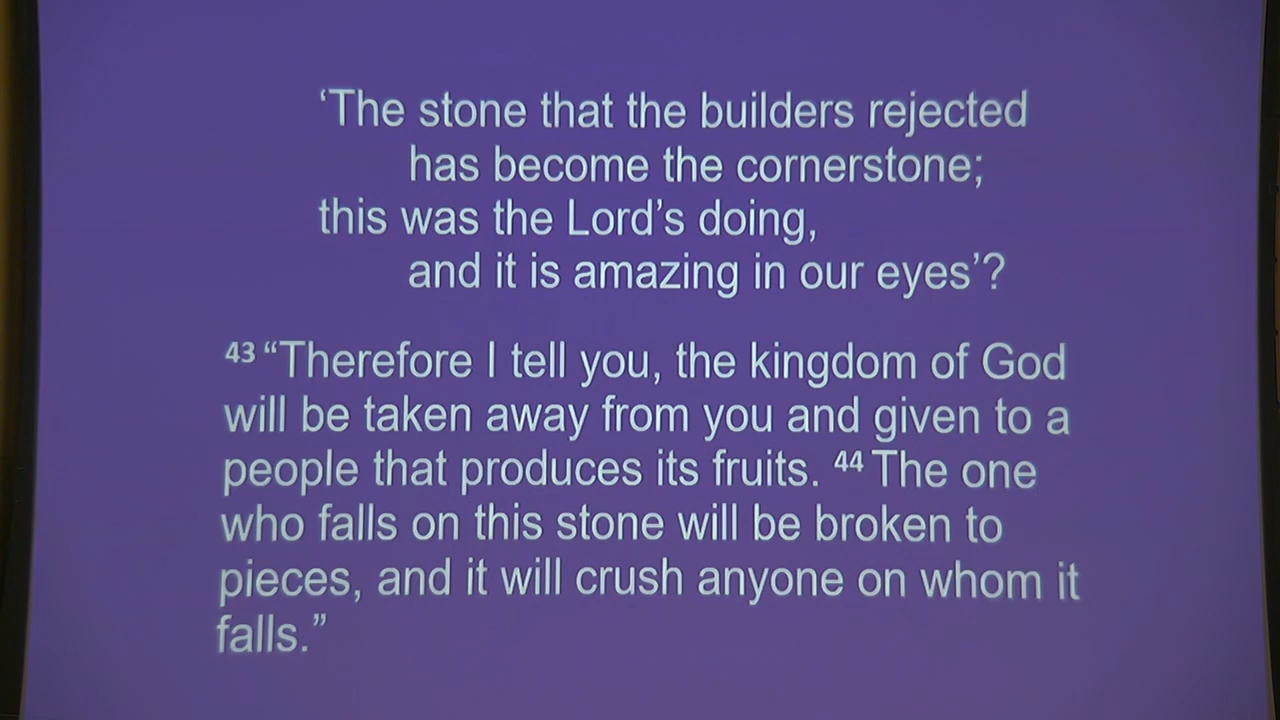 ‘The stone that the builders rejected
has become the cornerstone;
this was the Lord’s doing,
and it is amazing in our eyes’?
43 “Therefore I tell you, the kingdom of God
will be taken away from you and given to a
people that produces its fruits. 44 The one
who falls on this stone will be broken to
pieces, and it will crush anyone on whom it
falls.”